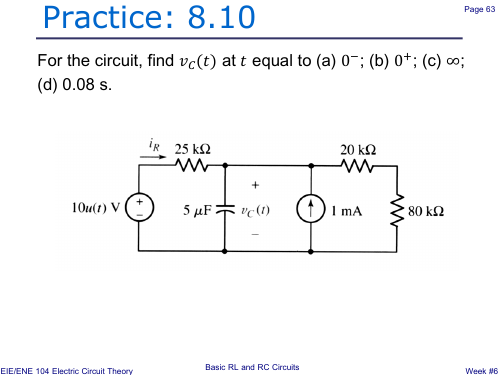 Practice: 8.10
Page 63
For the circuit, find v_C(t) at t equal to (a) 0⁻; (b) 0⁺; (c) ∞;
(d) 0.08 s.
i_R 25 kΩ 20 kΩ
+
10u(t) V + − 5 μF v_C(t) 1 mA 80 kΩ
−
EIE/ENE 104 Electric Circuit Theory
Basic RL and RC Circuits
Week #6